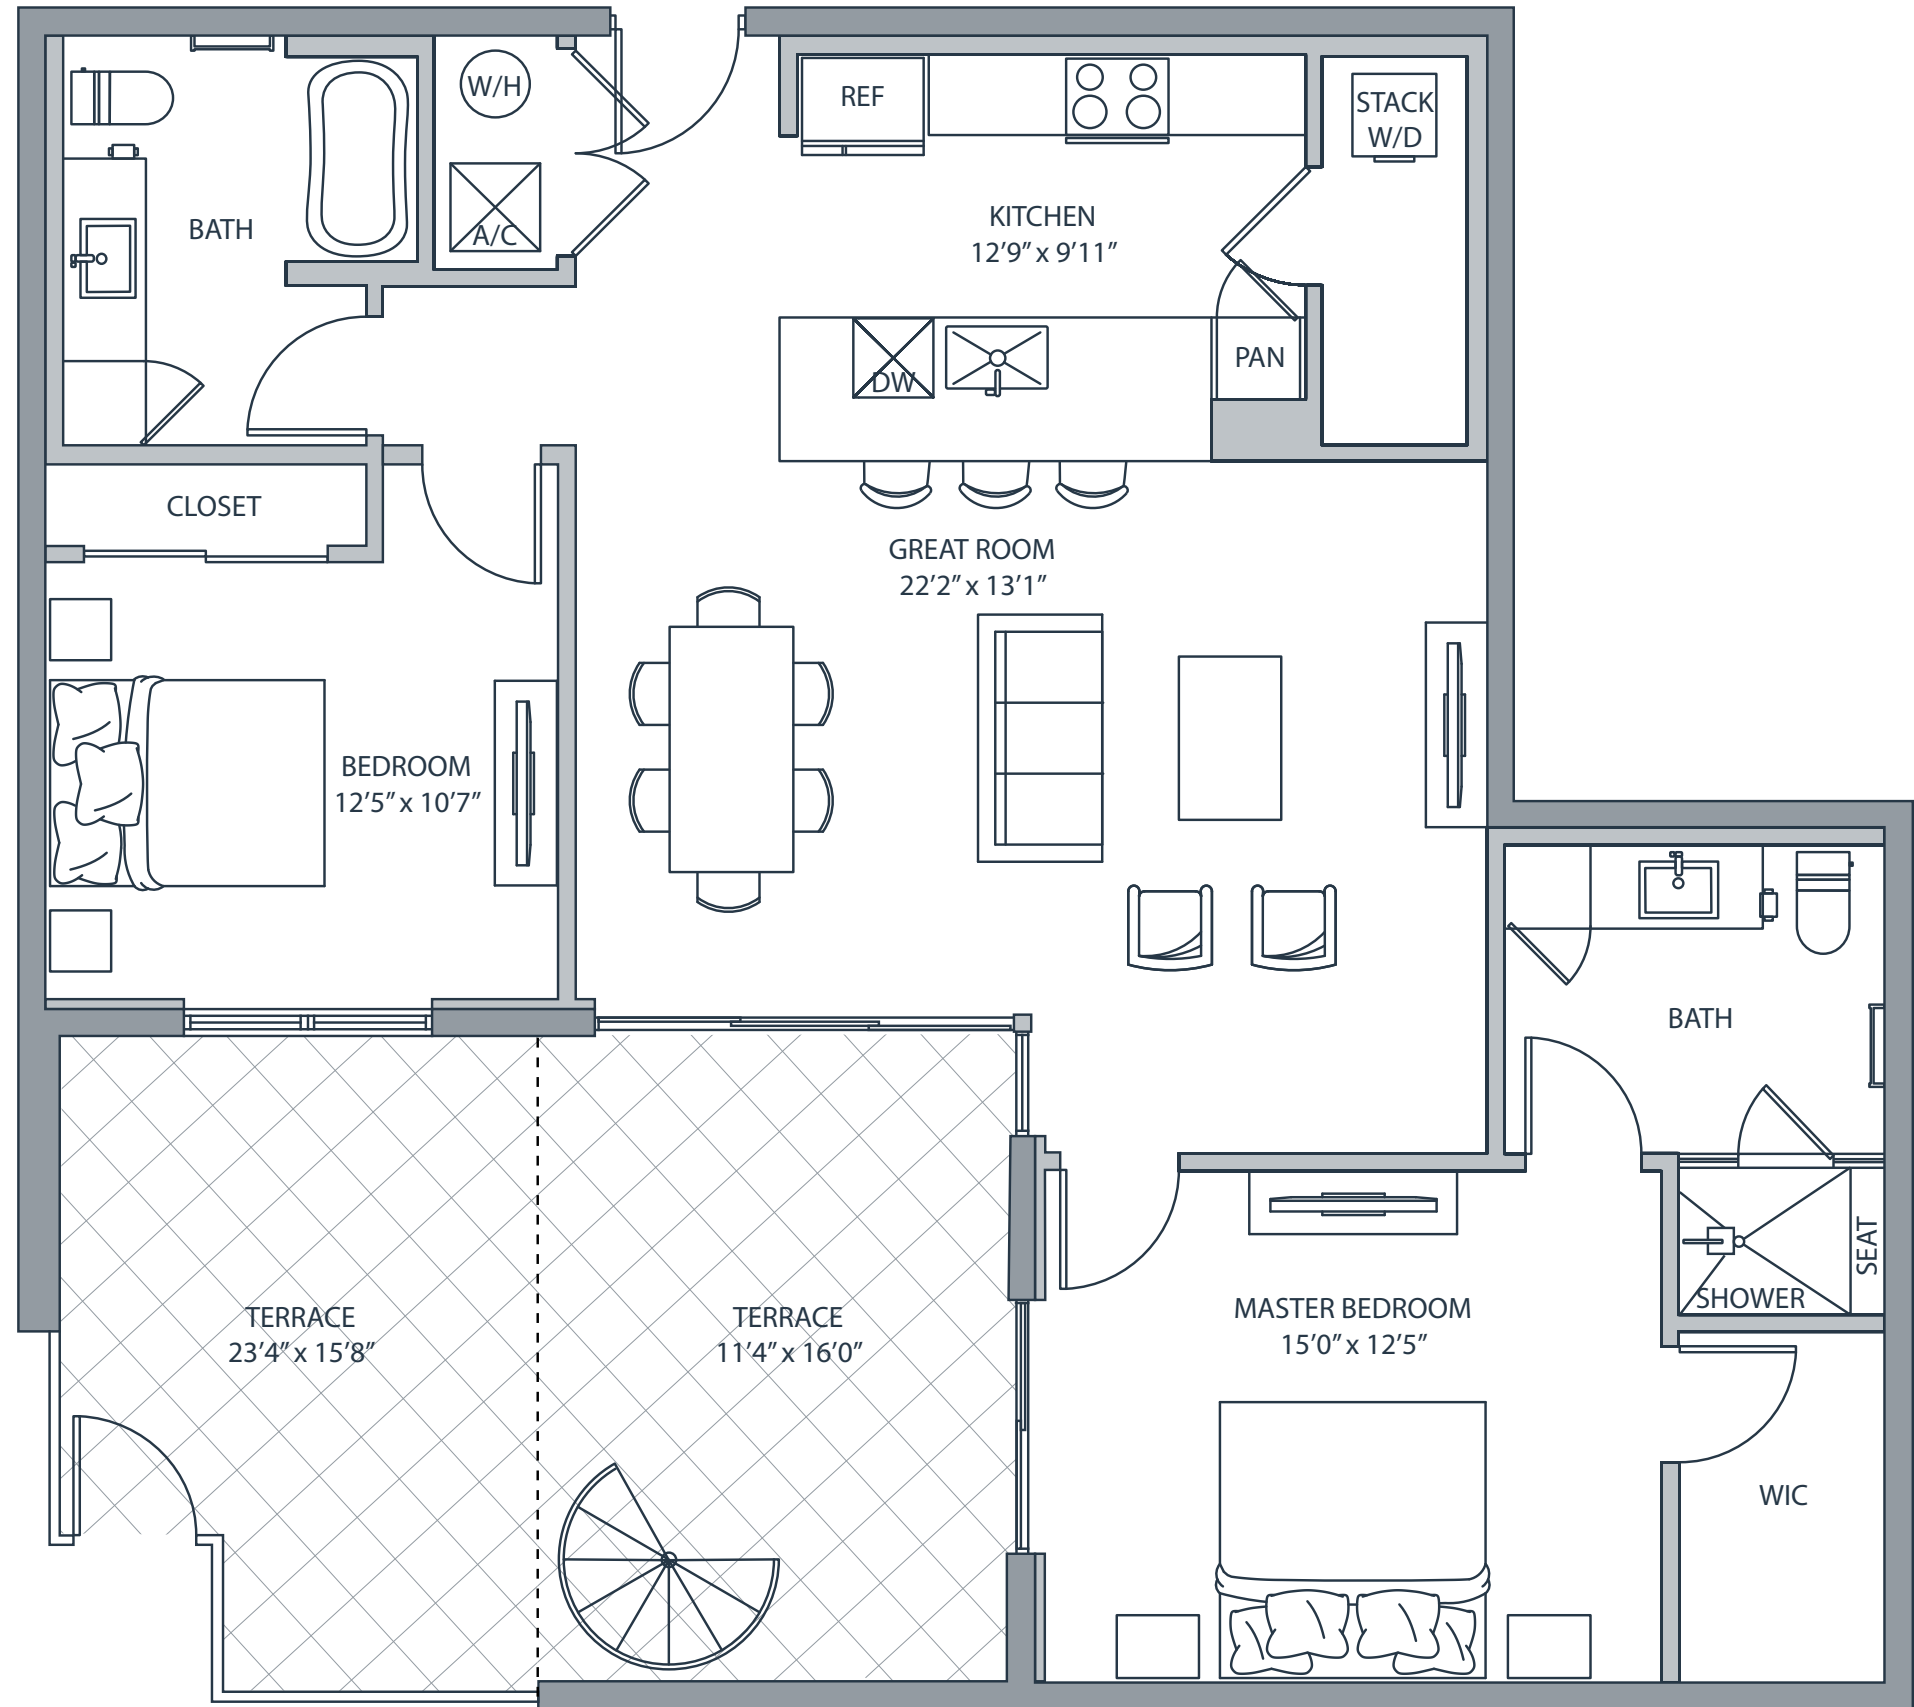 W/H
REF
STACK
W/D
BATH
A/C
KITCHEN
12’9” x 9’11”
PAN
DW
CLOSET
GREAT ROOM
22’2” x 13’1”
BEDROOM
12’5” x 10’7”
BATH
SEAT
SHOWER
TERRACE
23’4” x 15’8”
TERRACE
11’4” x 16’0”
MASTER BEDROOM
15’0” x 12’5”
WIC